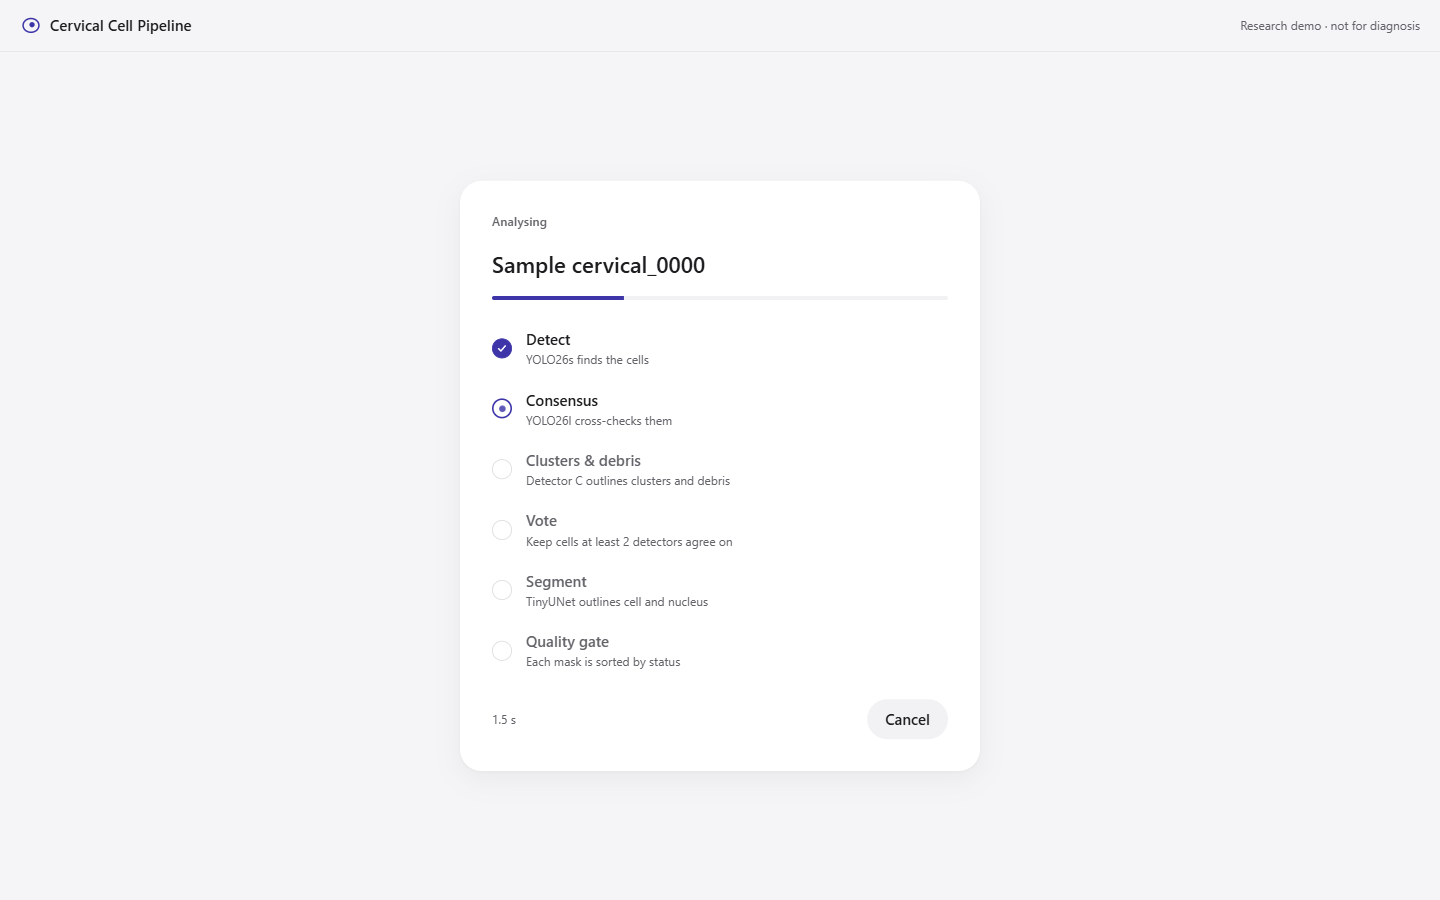 Cervical Cell Pipeline
Research demo · not for diagnosis
Analysing
Sample cervical_0000
Detect
YOLO26s finds the cells
Consensus
YOLO26l cross-checks them
Clusters & debris
Detector C outlines clusters and debris
Vote
Keep cells at least 2 detectors agree on
Segment
TinyUNet outlines cell and nucleus
Quality gate
Each mask is sorted by status
1.5 s
Cancel